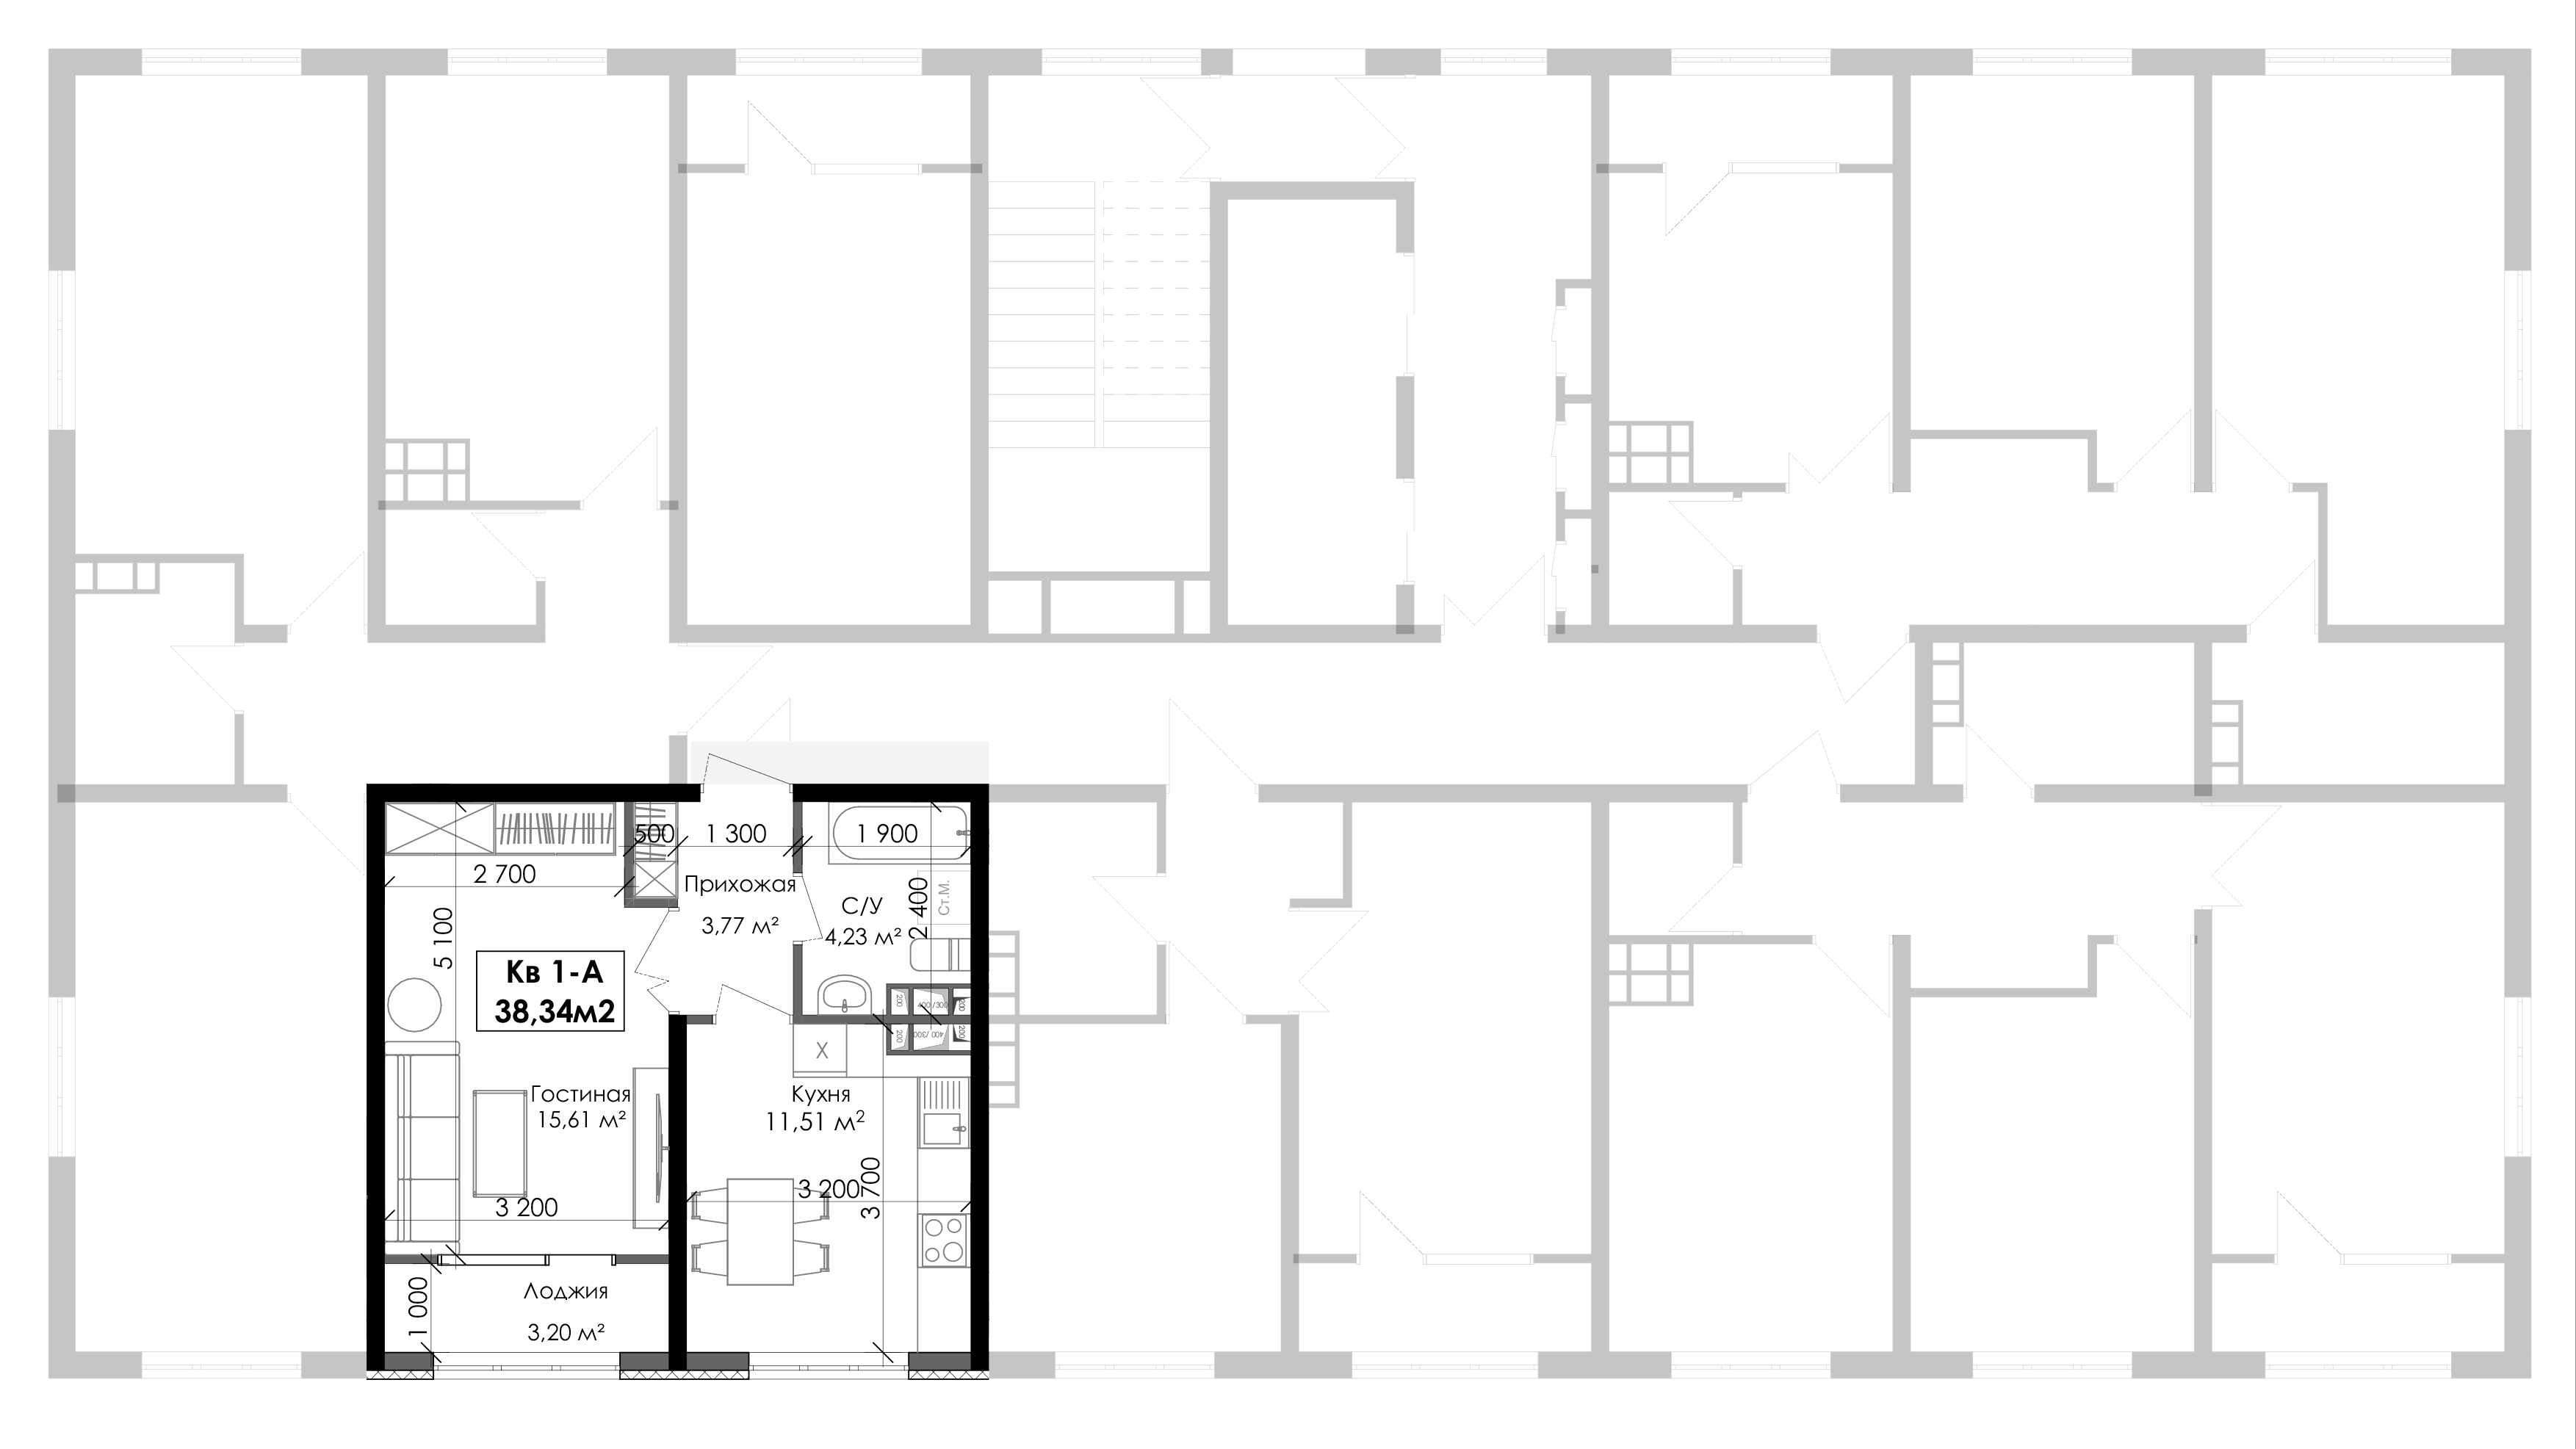 500
1 300
1 900
2 700
Прихожая
3,77 м²
С/У
4,23 м²
2 400
Ст.М.
5 100
Кв 1-А
38,34м2
200
400/300
200
200
400/300
200
X
Гостиная
15,61 м²
Кухня
11,51 м²
3 200
3 700
3 200
1 000
Лоджия
3,20 м²